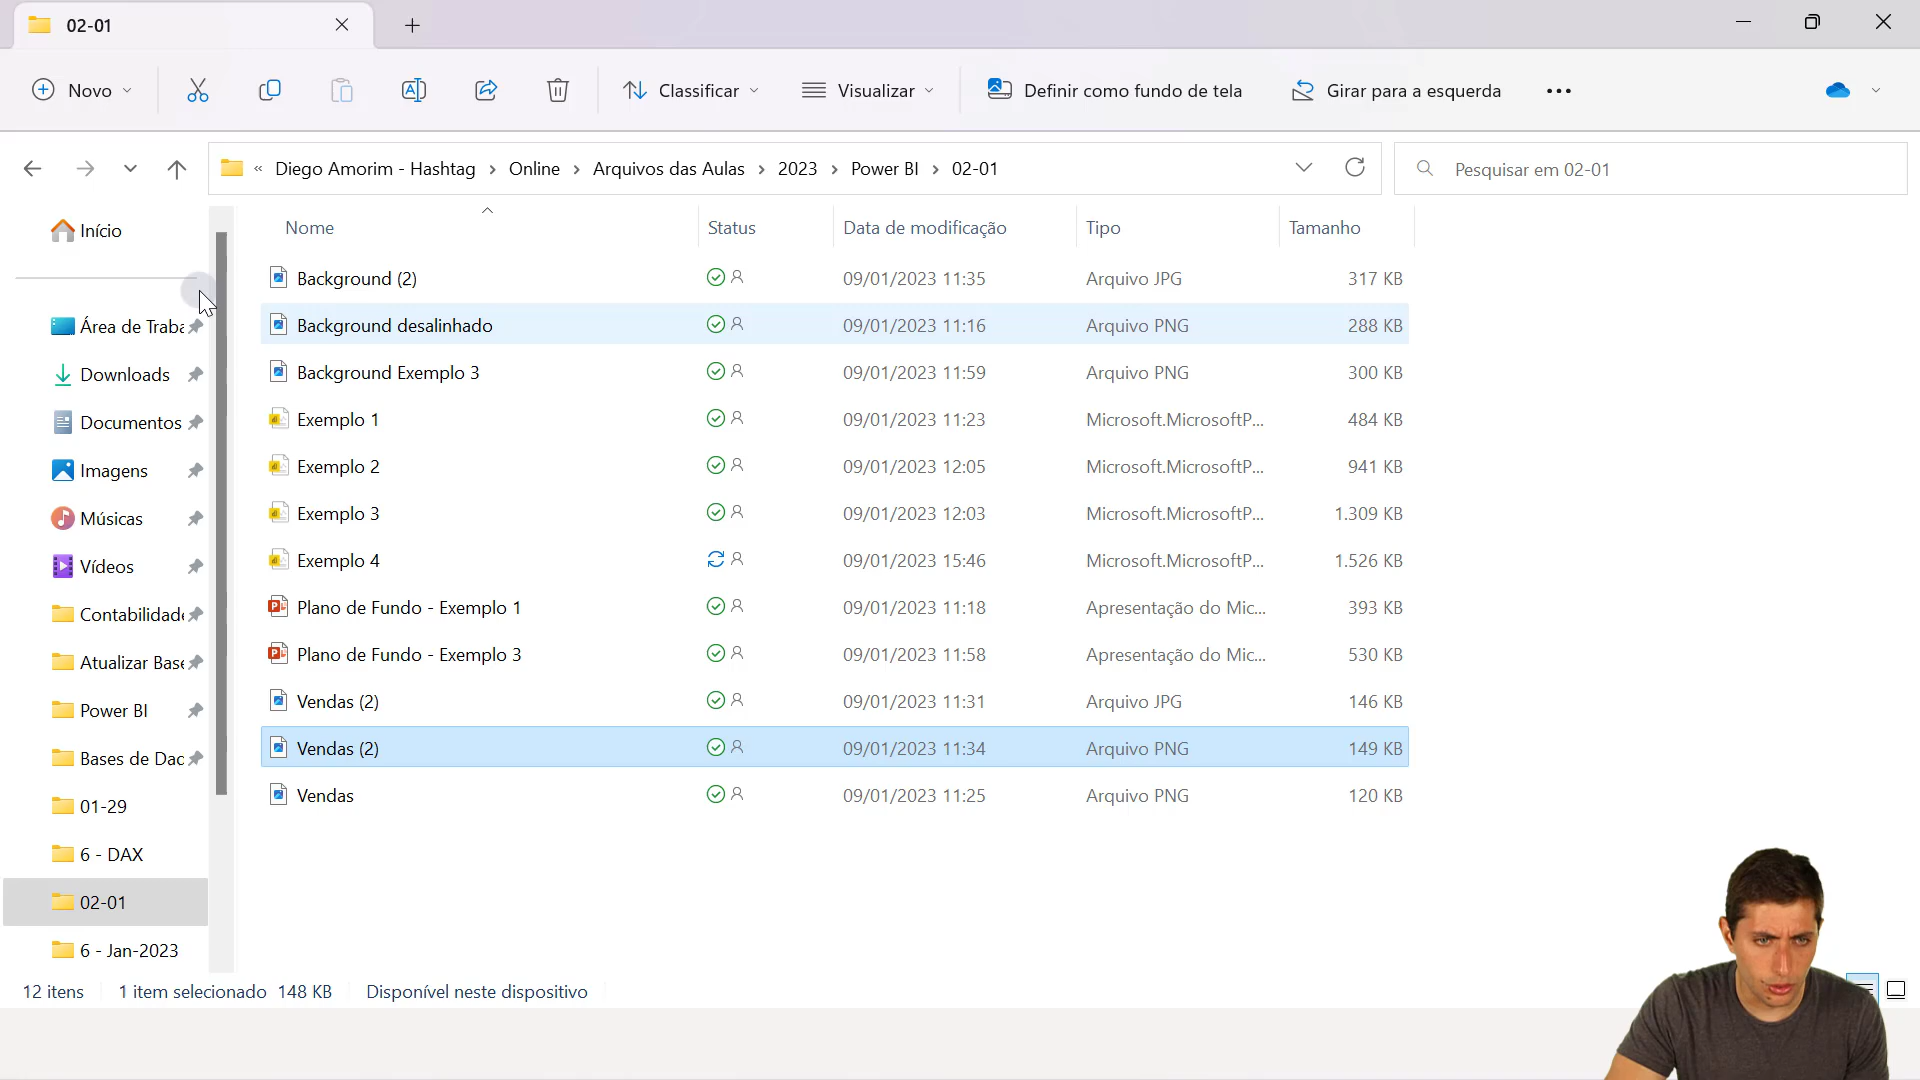 02-01
Novo Classificar Visualizar Definir como fundo de tela Girar para a esquerda
« Diego Amorim - Hashtag > Online > Arquivos das Aulas > 2023 > Power BI > 02-01 Pesquisar em 02-01
Início
Área de Traba
Downloads
Documentos
Imagens
Músicas
Vídeos
Contabilidade
Atualizar Base
Power BI
Bases de Dad
01-29
6 - DAX
02-01
6 - Jan-2023
Nome Status Data de modificação Tipo Tamanho
Background (2) 09/01/2023 11:35 Arquivo JPG 317 KB
Background desalinhado 09/01/2023 11:16 Arquivo PNG 288 KB
Background Exemplo 3 09/01/2023 11:59 Arquivo PNG 300 KB
Exemplo 1 09/01/2023 11:23 Microsoft.MicrosoftP... 484 KB
Exemplo 2 09/01/2023 12:05 Microsoft.MicrosoftP... 941 KB
Exemplo 3 09/01/2023 12:03 Microsoft.MicrosoftP... 1.309 KB
Exemplo 4 09/01/2023 15:46 Microsoft.MicrosoftP... 1.526 KB
Plano de Fundo - Exemplo 1 09/01/2023 11:18 Apresentação do Mic... 393 KB
Plano de Fundo - Exemplo 3 09/01/2023 11:58 Apresentação do Mic... 530 KB
Vendas (2) 09/01/2023 11:31 Arquivo JPG 146 KB
Vendas (2) 09/01/2023 11:34 Arquivo PNG 149 KB
Vendas 09/01/2023 11:25 Arquivo PNG 120 KB
12 itens 1 item selecionado 148 KB Disponível neste dispositivo